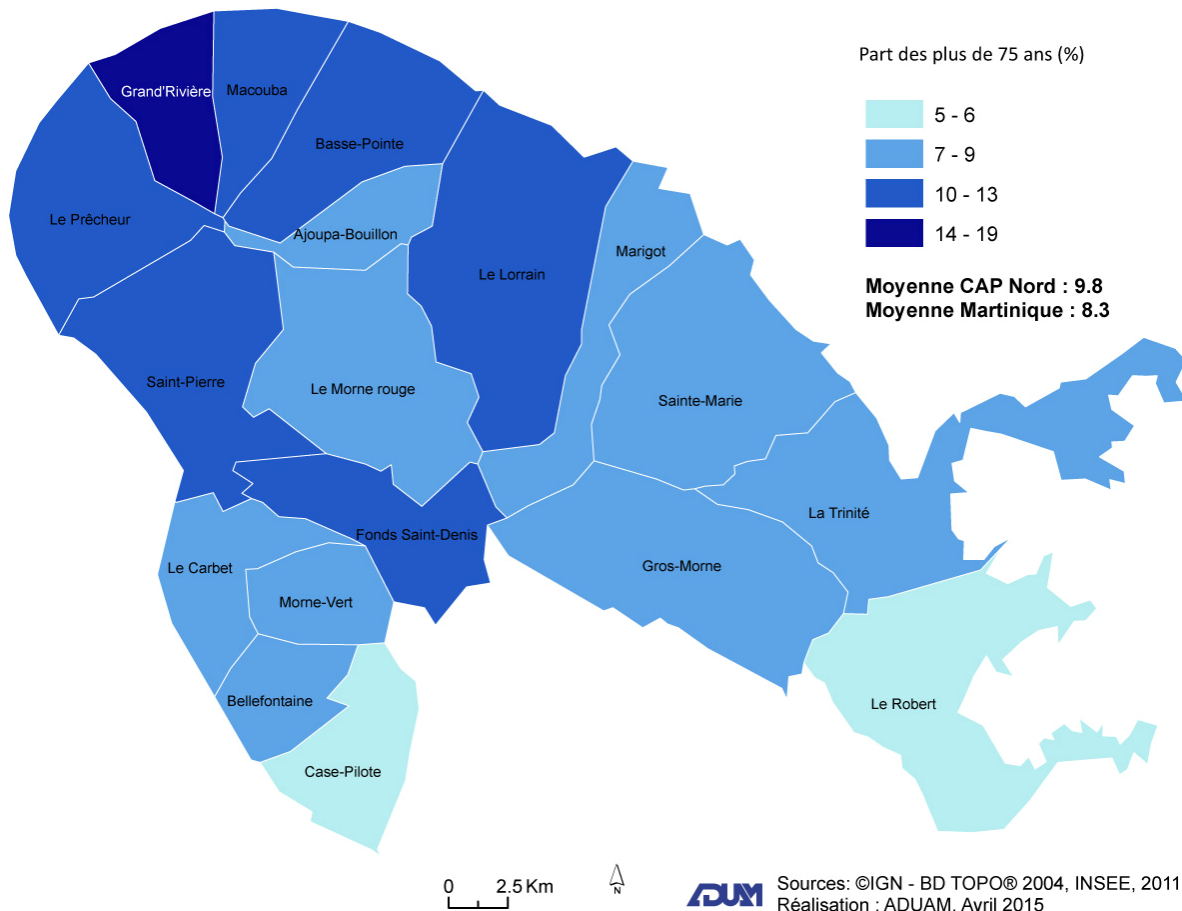 Part des plus de 75 ans (%)
5 - 6
7 - 9
10 - 13
14 - 19
Moyenne CAP Nord : 9.8
Moyenne Martinique : 8.3
Grand'Rivière
Macouba
Basse-Pointe
Le Prêcheur
Ajoupa-Bouillon
Marigot
Le Lorrain
Saint-Pierre
Le Morne rouge
Sainte-Marie
La Trinité
Fonds Saint-Denis
Le Carbet
Gros-Morne
Morne-Vert
Bellefontaine
Le Robert
Case-Pilote
0 2.5 Km
N
ADUAM
Sources: ©IGN - BD TOPO® 2004, INSEE, 2011
Réalisation : ADUAM, Avril 2015